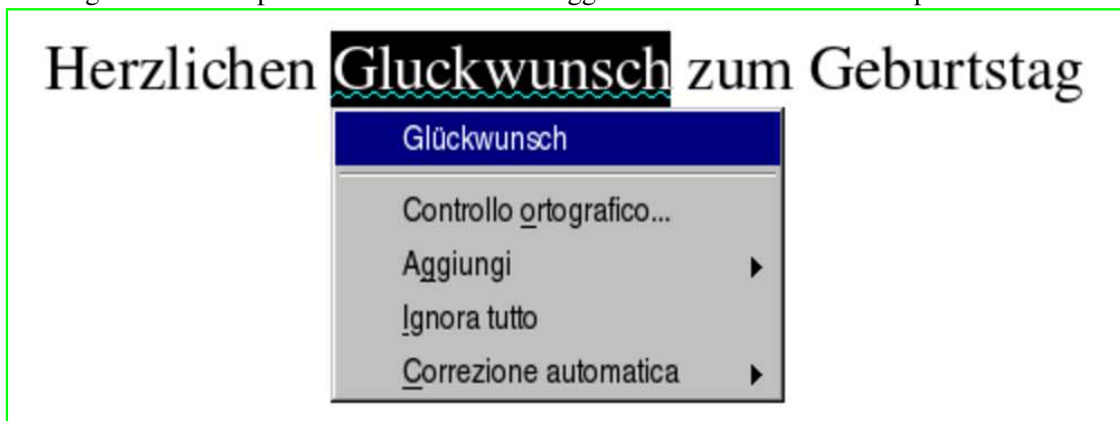 Herzlichen Gluckwunsch zum Geburtstag
Glückwunsch
Controllo ortografico...
Aggiungi
Ignora tutto
Correzione automatica